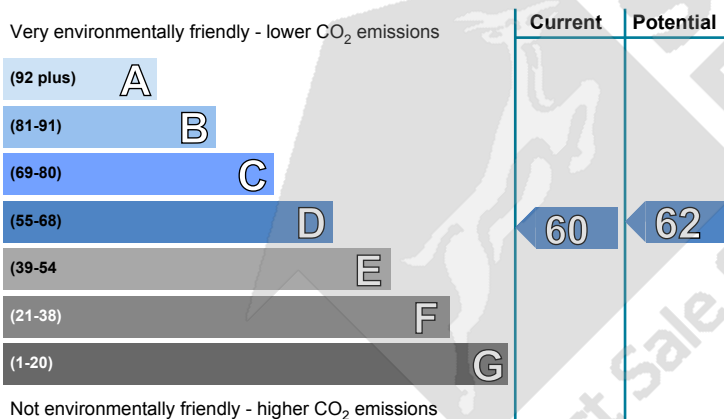 Very environmentally friendly - lower CO2 emissions
Current Potential
(92 plus) A
(81-91) B
(69-80) C
(55-68) D 60 62
(39-54 E
(21-38) F
(1-20) G
Not environmentally friendly - higher CO2 emissions
Sale